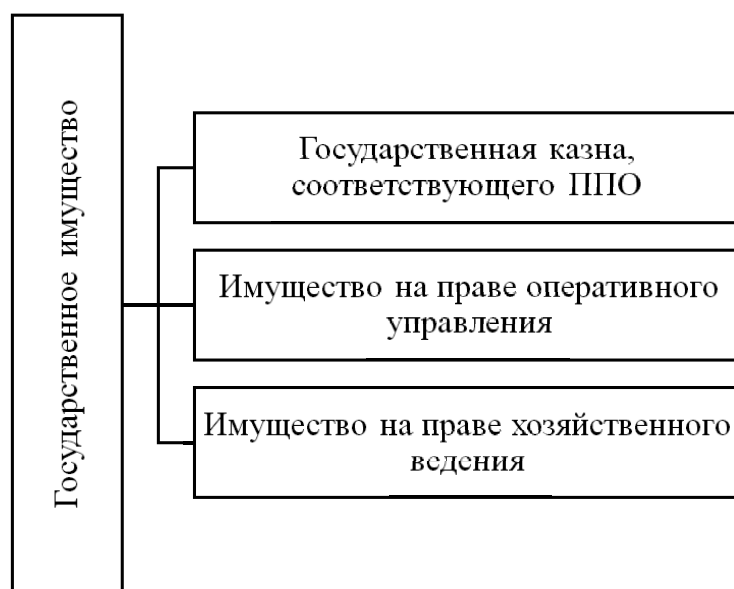 Государственное имущество
Государственная казна,
соответствующего ППО
Имущество на праве оперативного
управления
Имущество на праве хозяйственного
ведения